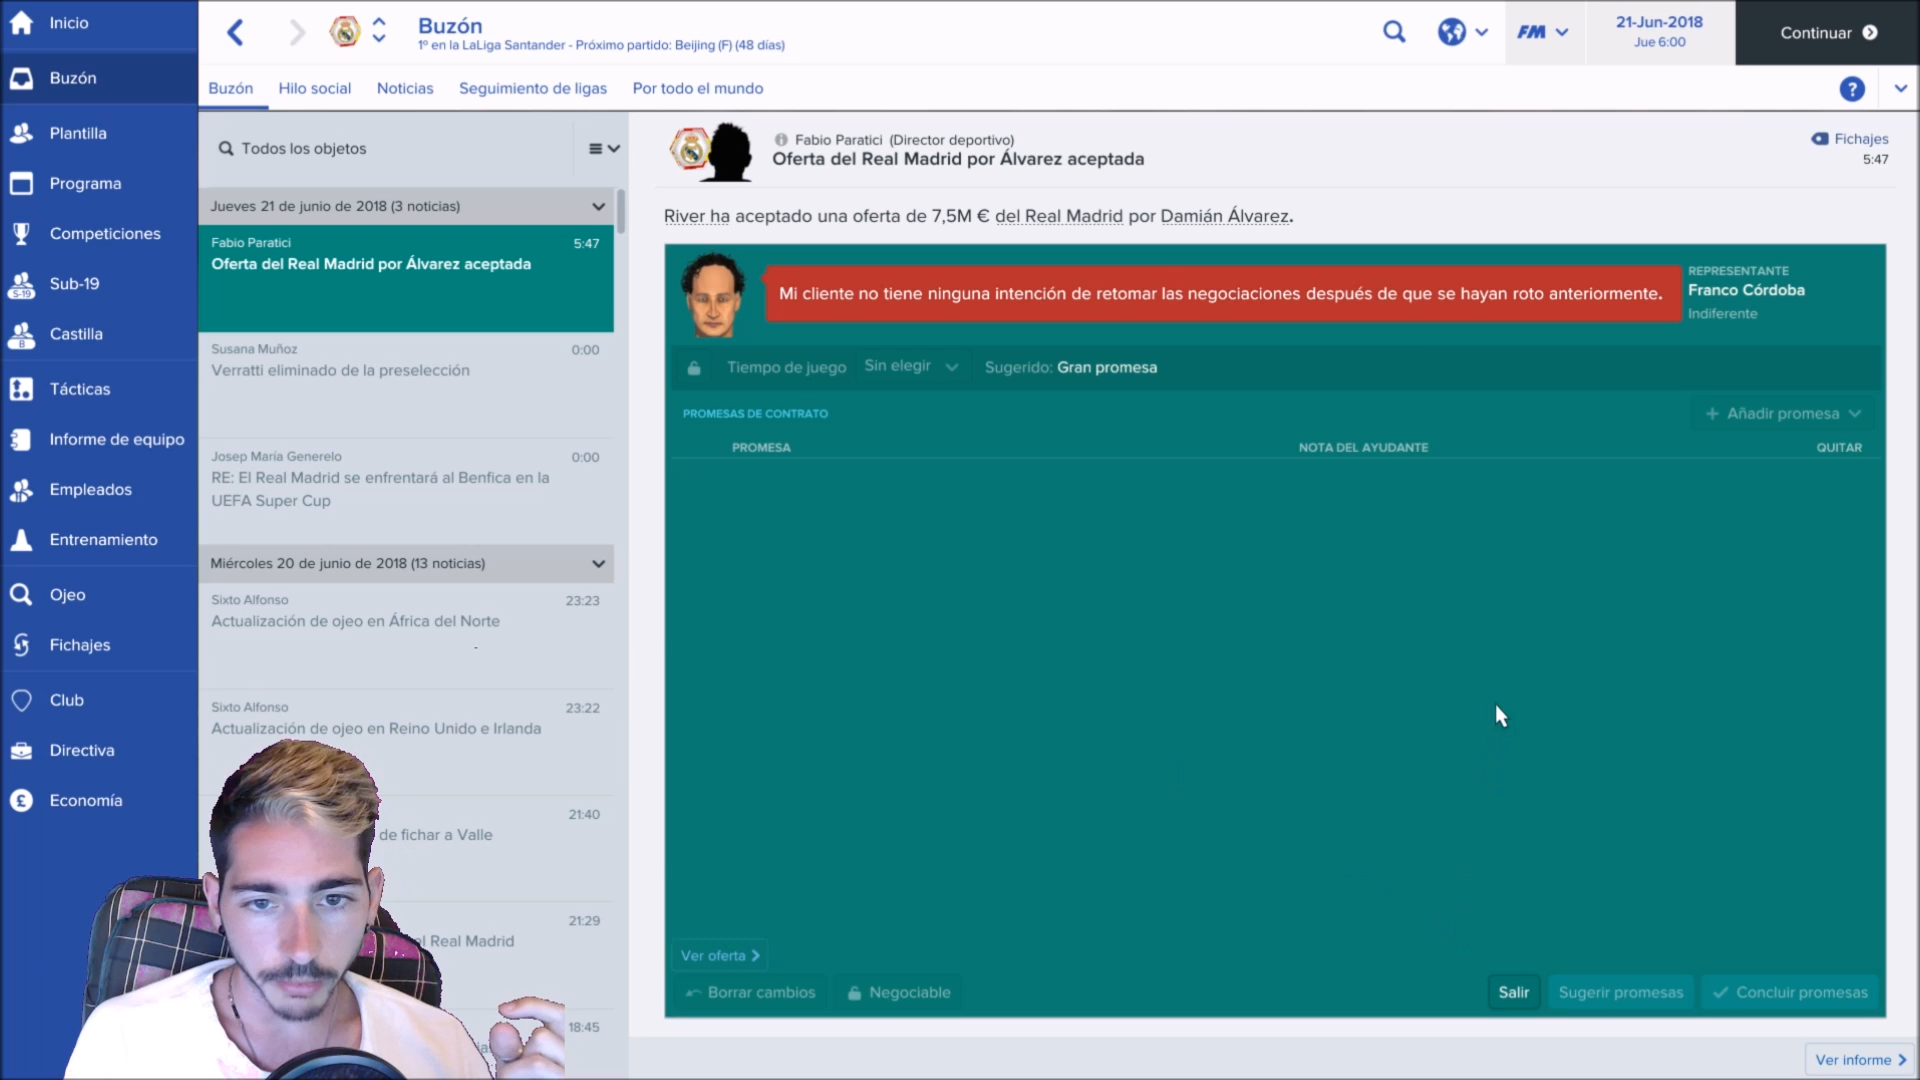 Inicio
Buzón
Plantilla
Programa
Competiciones
S-19
Sub-19
B
Castilla
Tácticas
Informe de equipo
Empleados
Entrenamiento
Ojeo
Fichajes
Club
Directiva
Economía
Buzón
1º en la LaLiga Santander - Próximo partido: Beijing (F) (48 días)
FM
21-Jun-2018
Jue 6:00
Continuar
Buzón
Hilo social
Noticias
Seguimiento de ligas
Por todo el mundo
?
Todos los objetos
Jueves 21 de junio de 2018 (3 noticias)
Fabio Paratici
5:47
Oferta del Real Madrid por Álvarez aceptada
Susana Muñoz
0:00
Verratti eliminado de la preselección
Josep María Generelo
0:00
RE: El Real Madrid se enfrentará al Benfica en la
UEFA Super Cup
Miércoles 20 de junio de 2018 (13 noticias)
Sixto Alfonso
23:23
Actualización de ojeo en África del Norte
Sixto Alfonso
23:22
Actualización de ojeo en Reino Unido e Irlanda
21:40
de fichar a Valle
21:29
Real Madrid
18:45
Fabio Paratici (Director deportivo)
Oferta del Real Madrid por Álvarez aceptada
Fichajes
5:47
River ha aceptado una oferta de 7,5M € del Real Madrid por Damián Álvarez.
Mi cliente no tiene ninguna intención de retomar las negociaciones después de que se hayan roto anteriormente.
REPRESENTANTE
Franco Córdoba
Indiferente
Tiempo de juego
Sin elegir
Sugerido: Gran promesa
PROMESAS DE CONTRATO
+ Añadir promesa
PROMESA
NOTA DEL AYUDANTE
QUITAR
Ver oferta
Borrar cambios
Negociable
Salir
Sugerir promesas
Concluir promesas
Ver informe